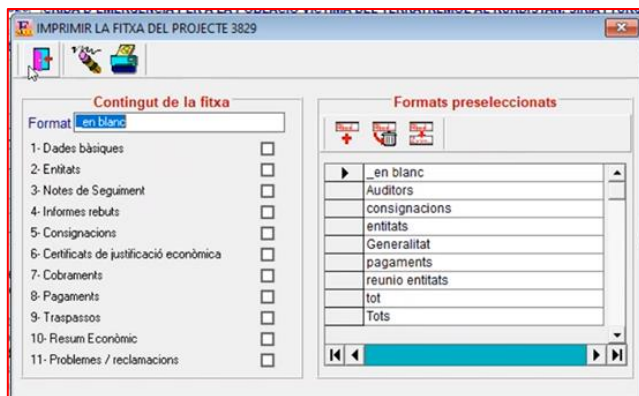 IMPRIMIR LA FITXA DEL PROJECTE 3829
Contingut de la fitxa
Format _en blanc
1- Dades bàsiques
2- Entitats
3- Notes de Seguiment
4- Informes rebuts
5- Consignacions
6- Certificats de justificació econòmica
7- Cobraments
8- Pagaments
9- Traspassos
10- Resum Econòmic
11- Problemes / reclamacions
Formats preseleccionats
_en blanc
Auditors
consignacions
entitats
Generalitat
pagaments
reunio entitats
tot
Tots